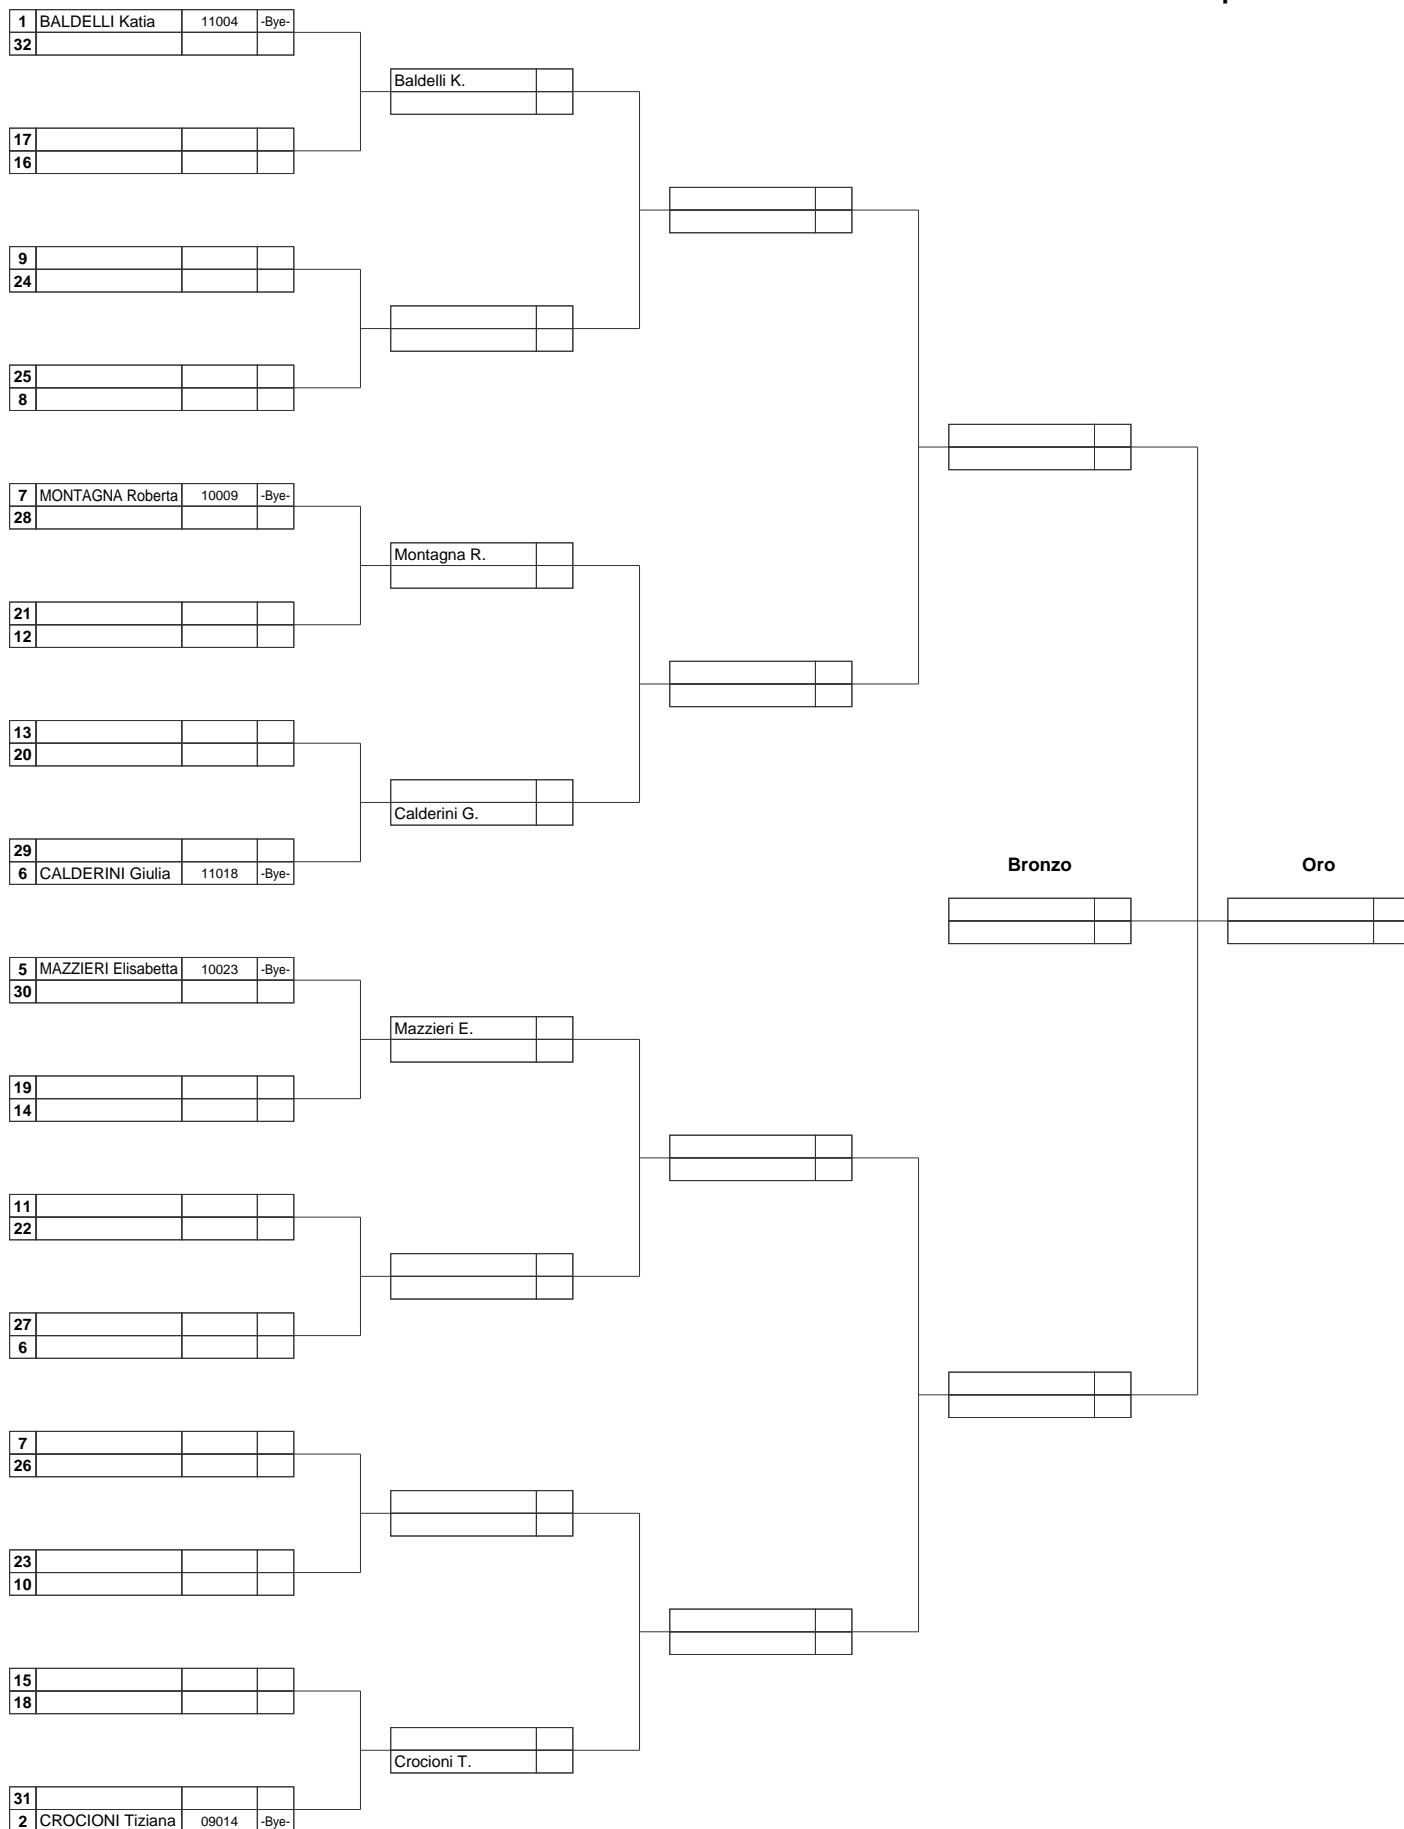 1 BALDELLI Katia 11004 -Bye-
32
Baldelli K.
17
16
9
24
25
8
7 MONTAGNA Roberta 10009 -Bye-
28
Montagna R.
21
12
13
20
Calderini G.
29
6 CALDERINI Giulia 11018 -Bye-
Bronzo Oro
5 MAZZIERI Elisabetta 10023 -Bye-
30
Mazzieri E.
19
14
11
22
27
6
7
26
23
10
15
18
Crocioni T.
31
2 CROCIONI Tiziana 09014 -Bye-